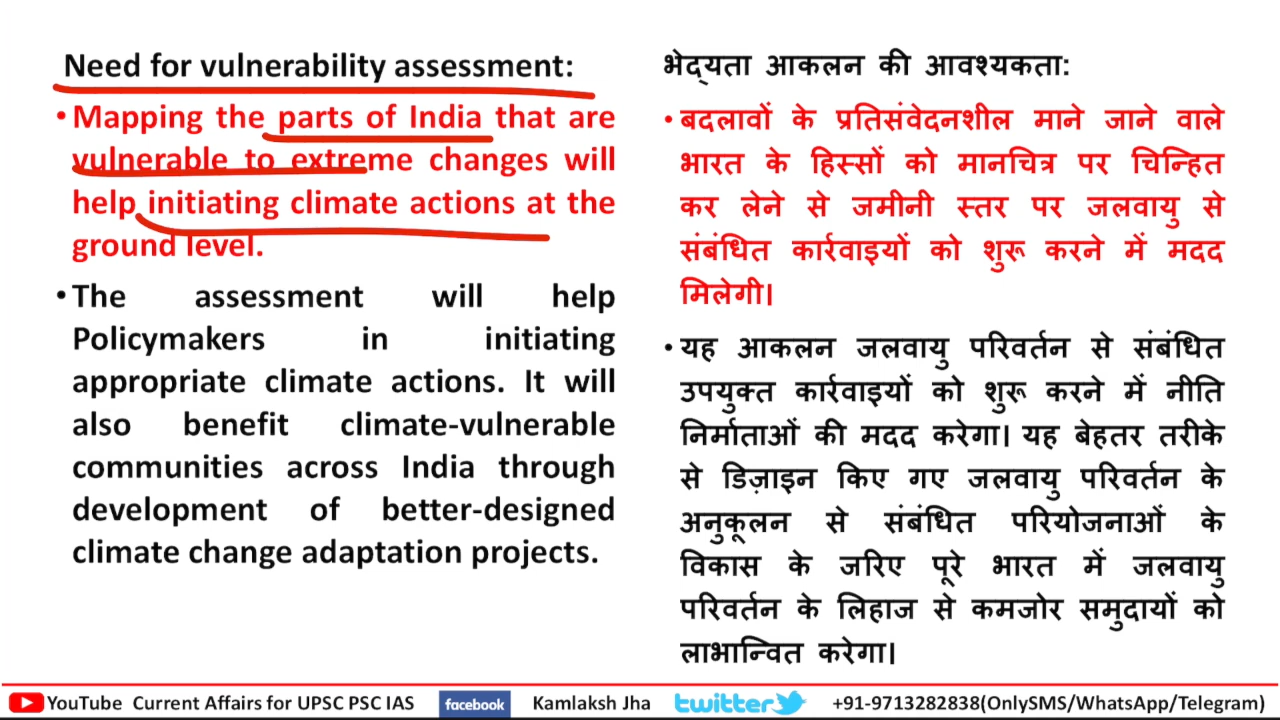 Need for vulnerability assessment:
• Mapping the parts of India that are
vulnerable to extreme changes will
help initiating climate actions at the
ground level.
• The assessment will help
Policymakers in initiating
appropriate climate actions. It will
also benefit climate-vulnerable
communities across India through
development of better-designed
climate change adaptation projects.
भेद्यता आकलन की आवश्यकता:
• बदलावों के प्रतिसंवेदनशील माने जाने वाले
भारत के हिस्सों को मानचित्र पर चिन्हित
कर लेने से जमीनी स्तर पर जलवायु से
संबंधित कार्रवाइयों को शुरू करने में मदद
मिलेगी।
• यह आकलन जलवायु परिवर्तन से संबंधित
उपयुक्त कार्रवाइयों को शुरू करने में नीति
निर्माताओं की मदद करेगा। यह बेहतर तरीके
से डिज़ाइन किए गए जलवायु परिवर्तन के
अनुकूलन से संबंधित परियोजनाओं के
विकास के जरिए पूरे भारत में जलवायु
परिवर्तन के लिहाज से कमजोर समुदायों को
लाभान्वित करेगा।
YouTube Current Affairs for UPSC PSC IAS facebook Kamlaksh Jha twitter +91-9713282838(OnlySMS/WhatsApp/Telegram)